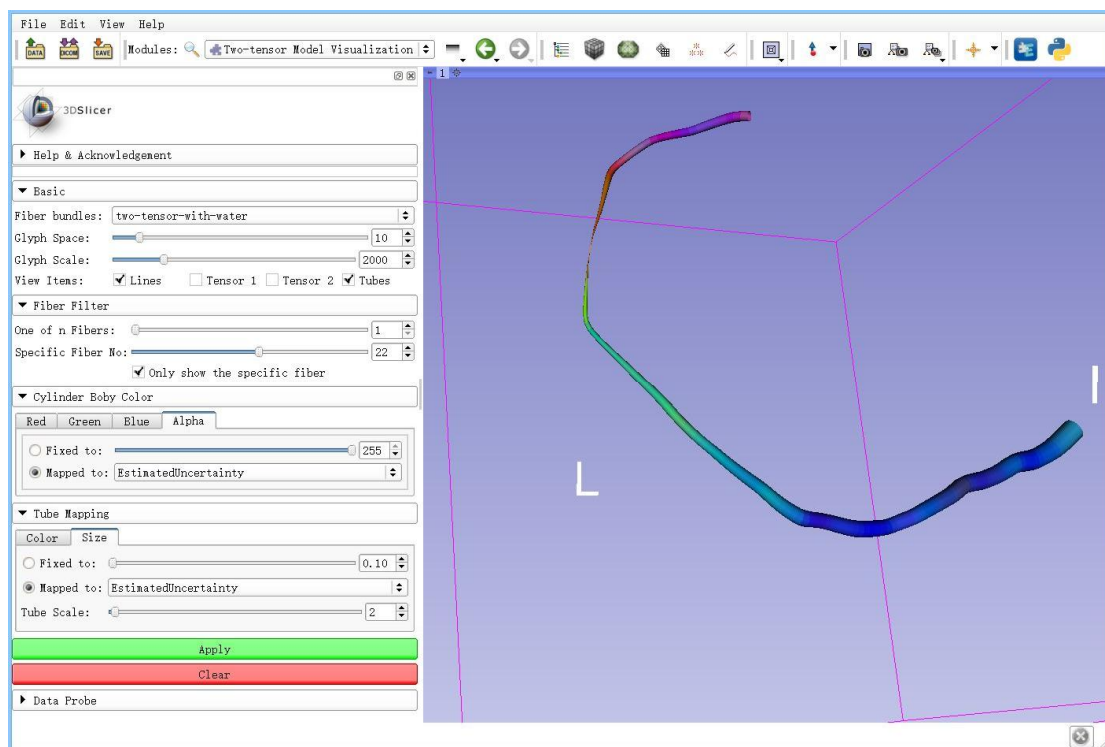 File Edit View Help
DATA DICOM SAVE Modules: Two-tensor Model Visualization
1
3DSlicer
Help & Acknowledgement
Basic
Fiber bundles: two-tensor-with-water
Glyph Space: 10
Glyph Scale: 2000
View Items: Lines Tensor 1 Tensor 2 Tubes
Fiber Filter
One of n Fibers: 1
Specific Fiber No: 22
Only show the specific fiber
Cylinder Boby Color
Red Green Blue Alpha
Fixed to: 255
Mapped to: EstimatedUncertainty
Tube Mapping
Color Size
Fixed to: 0.10
Mapped to: EstimatedUncertainty
Tube Scale: 2
Apply
Clear
Data Probe
L
I